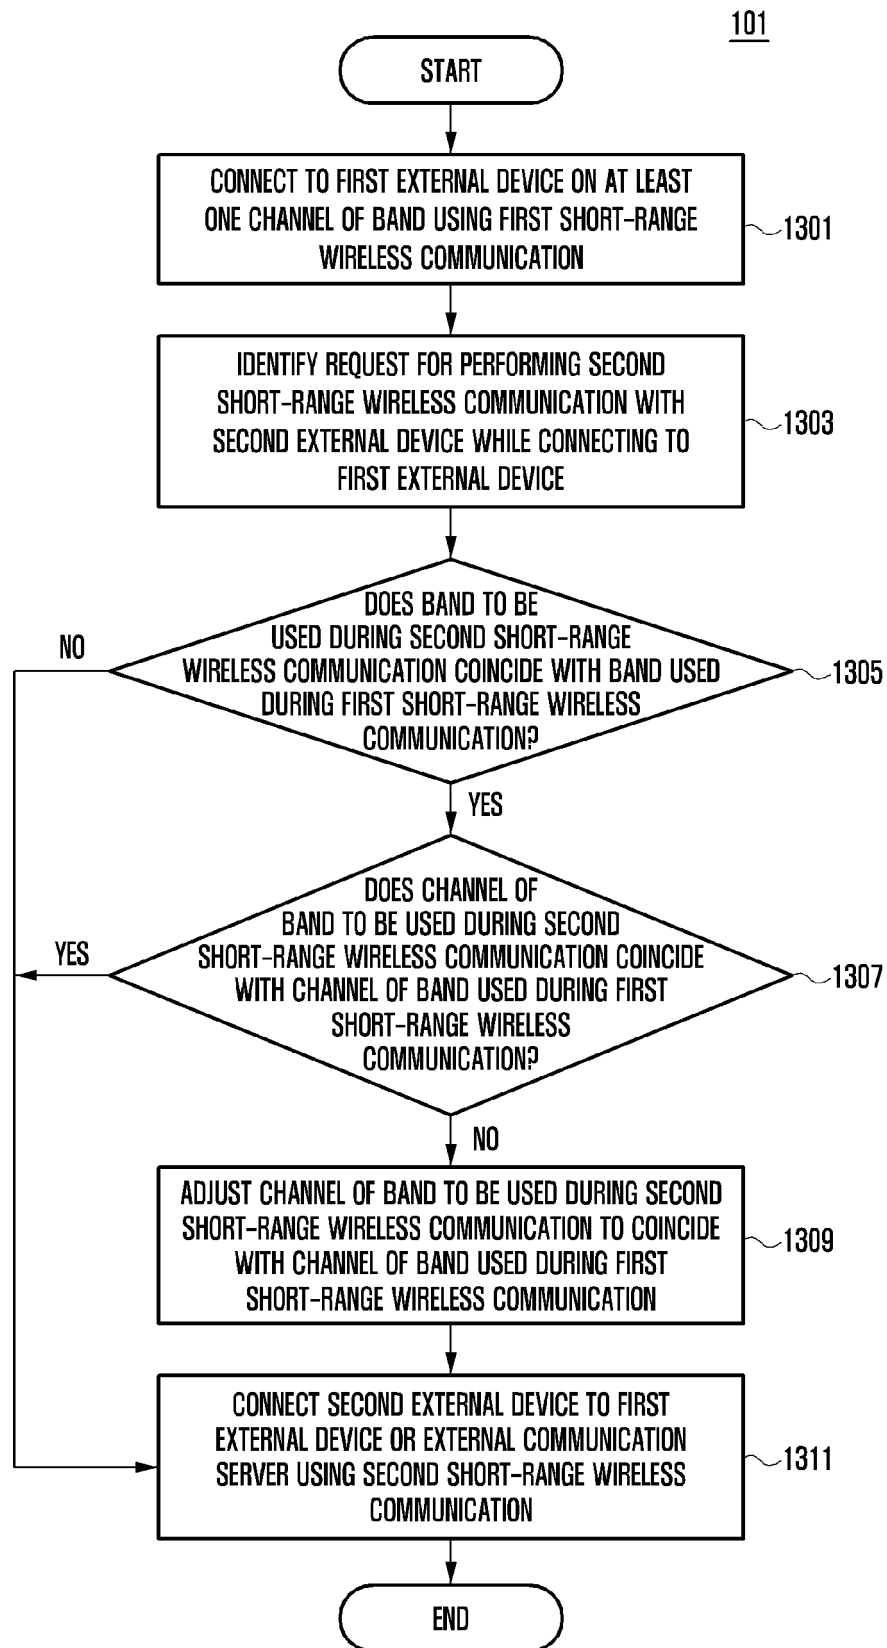 101
START
CONNECT TO FIRST EXTERNAL DEVICE ON AT LEAST
ONE CHANNEL OF BAND USING FIRST SHORT-RANGE
WIRELESS COMMUNICATION
1301
IDENTIFY REQUEST FOR PERFORMING SECOND
SHORT-RANGE WIRELESS COMMUNICATION WITH
SECOND EXTERNAL DEVICE WHILE CONNECTING TO
FIRST EXTERNAL DEVICE
1303
DOES BAND TO BE
USED DURING SECOND SHORT-RANGE
WIRELESS COMMUNICATION COINCIDE WITH BAND USED
DURING FIRST SHORT-RANGE WIRELESS
COMMUNICATION?
1305
NO
YES
DOES CHANNEL OF
BAND TO BE USED DURING SECOND
SHORT-RANGE WIRELESS COMMUNICATION COINCIDE
WITH CHANNEL OF BAND USED DURING FIRST
SHORT-RANGE WIRELESS
COMMUNICATION?
1307
YES
NO
ADJUST CHANNEL OF BAND TO BE USED DURING SECOND
SHORT-RANGE WIRELESS COMMUNICATION TO COINCIDE
WITH CHANNEL OF BAND USED DURING FIRST
SHORT-RANGE WIRELESS COMMUNICATION
1309
CONNECT SECOND EXTERNAL DEVICE TO FIRST
EXTERNAL DEVICE OR EXTERNAL COMMUNICATION
SERVER USING SECOND SHORT-RANGE WIRELESS
COMMUNICATION
1311
END